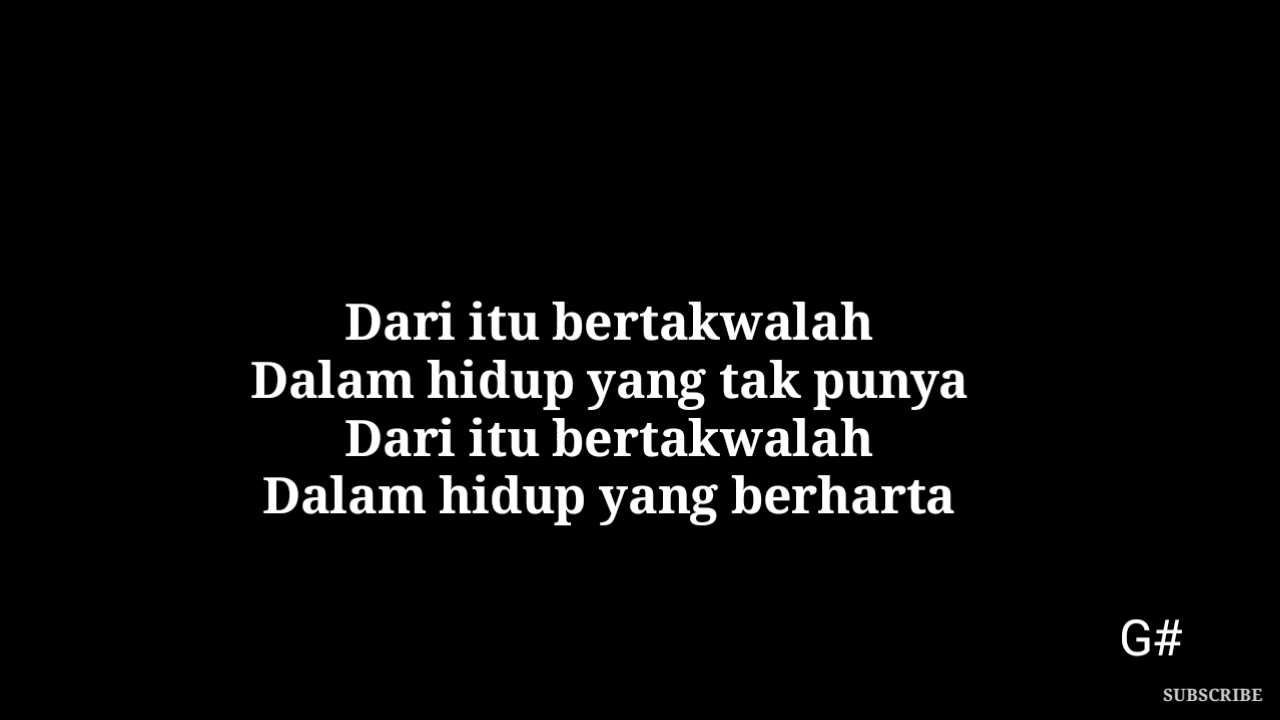 Dari itu bertakwalah
Dalam hidup yang tak punya
Dari itu bertakwalah
Dalam hidup yang berharta
G#
SUBSCRIBE